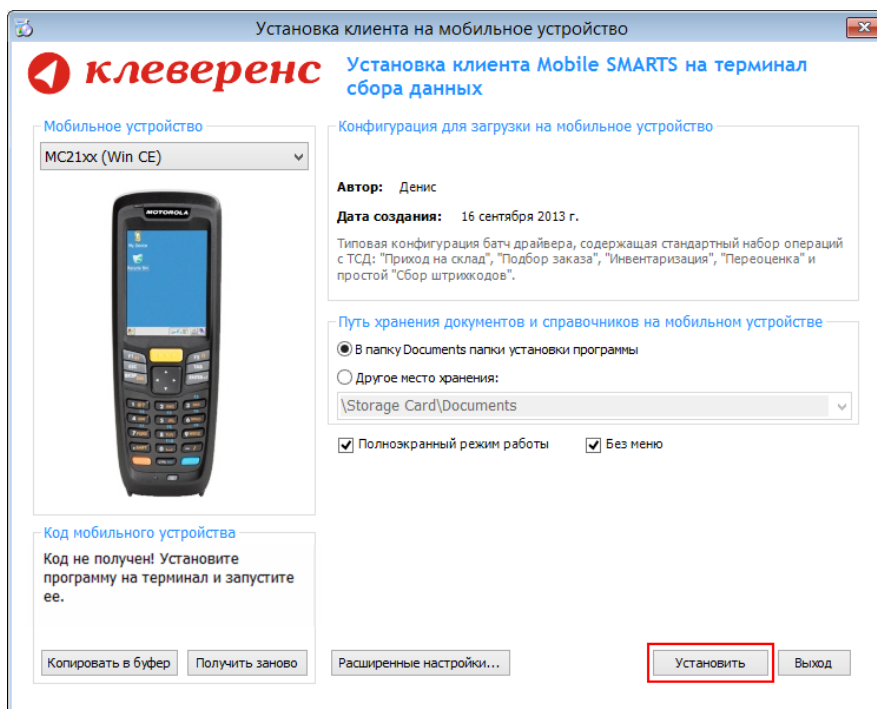 Установка клиента на мобильное устройство
клеверенс
Установка клиента Mobile SMARTS на терминал
сбора данных
Мобильное устройство
MC21xx (Win CE)
MOTOROLA
Конфигурация для загрузки на мобильное устройство
Автор: Денис
Дата создания: 16 сентября 2013 г.
Типовая конфигурация батч драйвера, содержащая стандартный набор операций
с ТСД: "Приход на склад", "Подбор заказа", "Инвентаризация", "Переоценка" и
простой "Сбор штрихкодов".
Путь хранения документов и справочников на мобильном устройстве
В папку Documents папки установки программы
Другое место хранения:
\Storage Card\Documents
Полноэкранный режим работы
Без меню
Код мобильного устройства
Код не получен! Установите
программу на терминал и запустите
ее.
Копировать в буфер
Получить заново
Расширенные настройки...
Установить
Выход